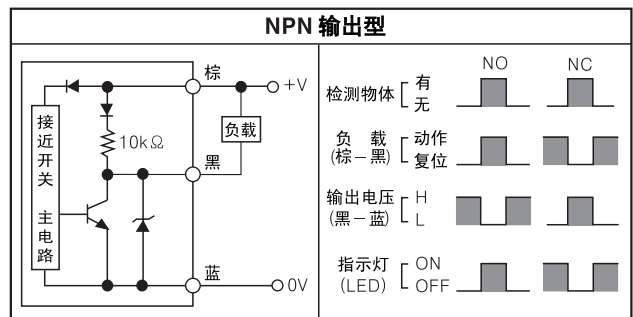 NPN 输出型
棕
+V
负载
10kΩ
黑
接近开关 主电路
蓝
0V
NO NC
检测物体 有
无
负 载 动作
(棕－黑) 复位
输出电压 H
(黑－蓝) L
指示灯 ON
(LED) OFF